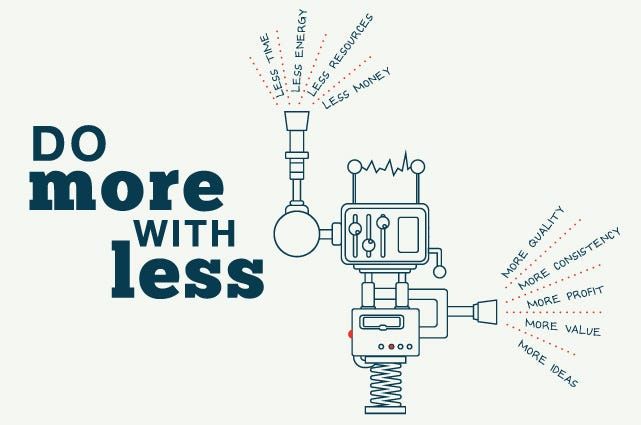 DO
more
WITH
less
LESS TIME
LESS ENERGY
LESS RESOURCES
LESS MONEY
MORE QUALITY
MORE CONSISTENCY
MORE PROFIT
MORE VALUE
MORE IDEAS